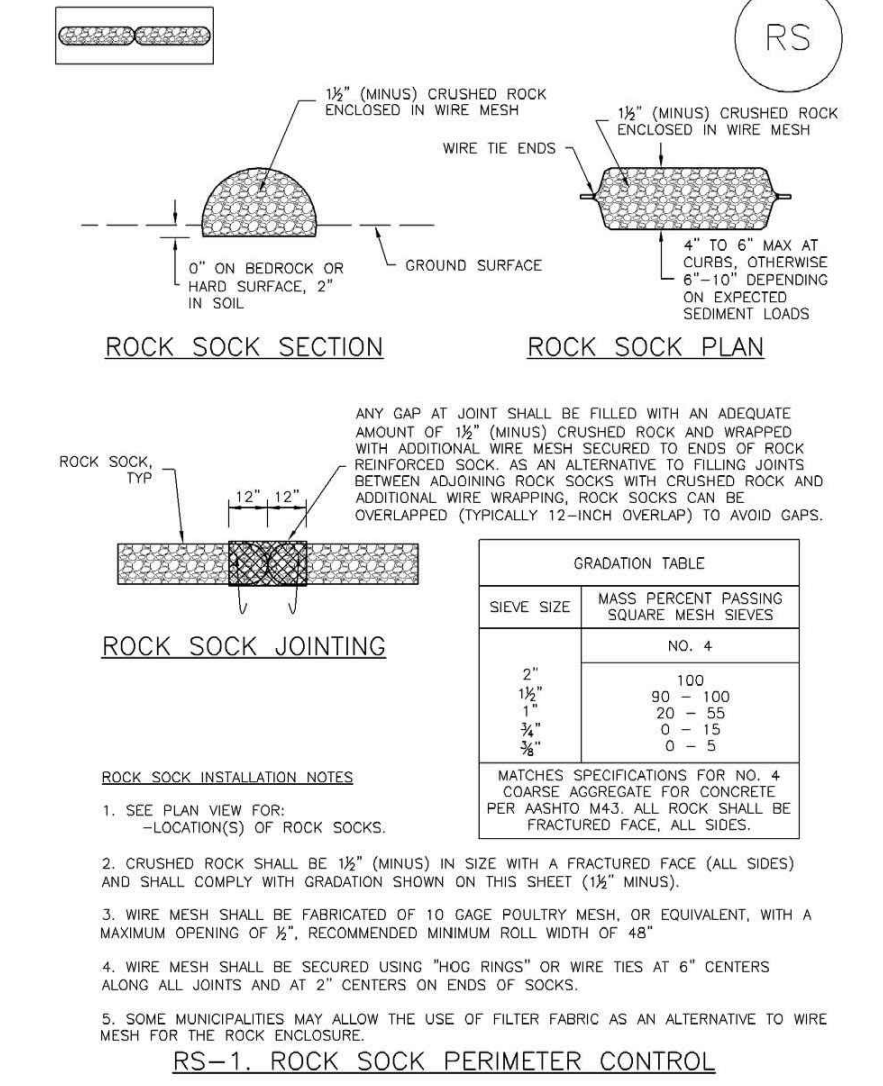 RS
1½" (MINUS) CRUSHED ROCK
ENCLOSED IN WIRE MESH
0" ON BEDROCK OR
HARD SURFACE, 2"
IN SOIL
GROUND SURFACE
ROCK SOCK SECTION
1½" (MINUS) CRUSHED ROCK
ENCLOSED IN WIRE MESH
WIRE TIE ENDS
4" TO 6" MAX AT
CURBS, OTHERWISE
6"-10" DEPENDING
ON EXPECTED
SEDIMENT LOADS
ROCK SOCK PLAN
ANY GAP AT JOINT SHALL BE FILLED WITH AN ADEQUATE
AMOUNT OF 1½" (MINUS) CRUSHED ROCK AND WRAPPED
WITH ADDITIONAL WIRE MESH SECURED TO ENDS OF ROCK
REINFORCED SOCK. AS AN ALTERNATIVE TO FILLING JOINTS
BETWEEN ADJOINING ROCK SOCKS WITH CRUSHED ROCK AND
ADDITIONAL WIRE WRAPPING, ROCK SOCKS CAN BE
OVERLAPPED (TYPICALLY 12-INCH OVERLAP) TO AVOID GAPS.
ROCK SOCK,
TYP
12" 12"
ROCK SOCK JOINTING
GRADATION TABLE
SIEVE SIZE
MASS PERCENT PASSING
SQUARE MESH SIEVES
NO. 4
2" 100
1½" 90 - 100
1" 20 - 55
¾" 0 - 15
⅜" 0 - 5
MATCHES SPECIFICATIONS FOR NO. 4
COARSE AGGREGATE FOR CONCRETE
PER AASHTO M43. ALL ROCK SHALL BE
FRACTURED FACE, ALL SIDES.
ROCK SOCK INSTALLATION NOTES
1. SEE PLAN VIEW FOR:
-LOCATION(S) OF ROCK SOCKS.
2. CRUSHED ROCK SHALL BE 1½" (MINUS) IN SIZE WITH A FRACTURED FACE (ALL SIDES)
AND SHALL COMPLY WITH GRADATION SHOWN ON THIS SHEET (1½" MINUS).
3. WIRE MESH SHALL BE FABRICATED OF 10 GAGE POULTRY MESH, OR EQUIVALENT, WITH A
MAXIMUM OPENING OF ½", RECOMMENDED MINIMUM ROLL WIDTH OF 48"
4. WIRE MESH SHALL BE SECURED USING "HOG RINGS" OR WIRE TIES AT 6" CENTERS
ALONG ALL JOINTS AND AT 2" CENTERS ON ENDS OF SOCKS.
5. SOME MUNICIPALITIES MAY ALLOW THE USE OF FILTER FABRIC AS AN ALTERNATIVE TO WIRE
MESH FOR THE ROCK ENCLOSURE.
RS-1. ROCK SOCK PERIMETER CONTROL